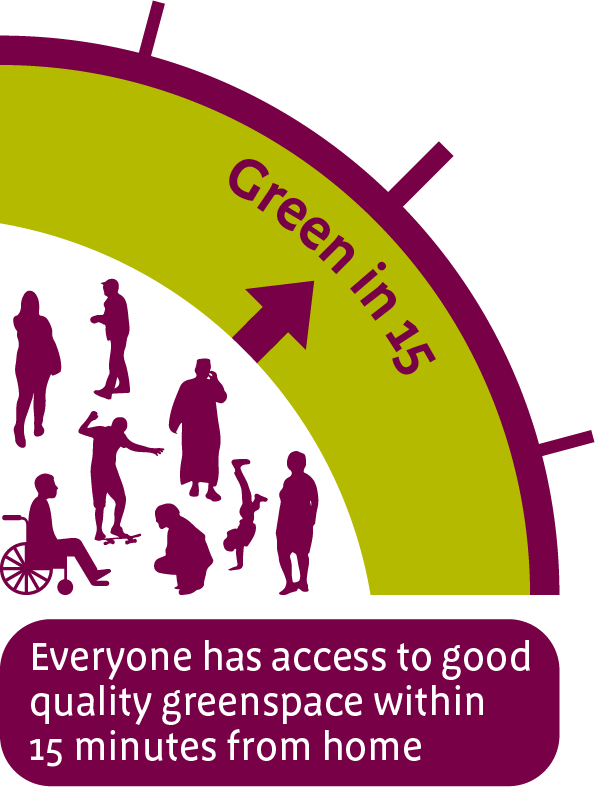 Green in 15
Everyone has access to good
quality greenspace within
15 minutes from home